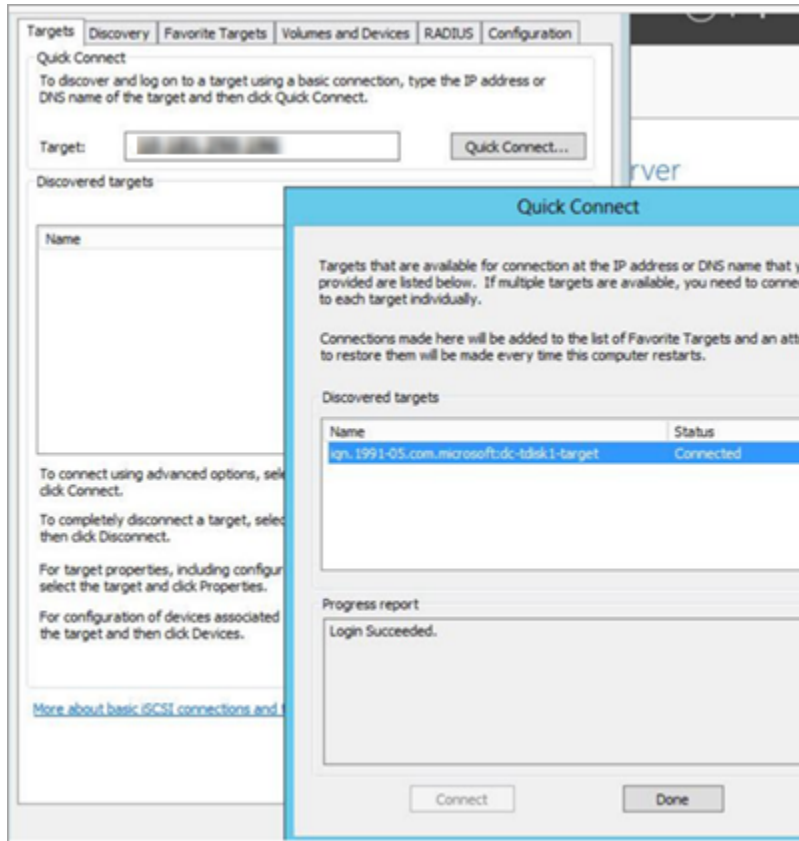 Targets Discovery Favorite Targets Volumes and Devices RADIUS Configuration
Quick Connect
To discover and log on to a target using a basic connection, type the IP address or
DNS name of the target and then click Quick Connect.
Target:
Quick Connect...
Discovered targets
Name
To connect using advanced options, sele
click Connect.
To completely disconnect a target, selec
then click Disconnect.
For target properties, including configur
select the target and click Properties.
For configuration of devices associated
the target and then click Devices.
More about basic iSCSI connections and t
rver
Quick Connect
Targets that are available for connection at the IP address or DNS name that y
provided are listed below. If multiple targets are available, you need to conne
to each target individually.
Connections made here will be added to the list of Favorite Targets and an att
to restore them will be made every time this computer restarts.
Discovered targets
Name Status
iqn.1991-05.com.microsoft:dc-tdisk1-target Connected
Progress report
Login Succeeded.
Connect Done